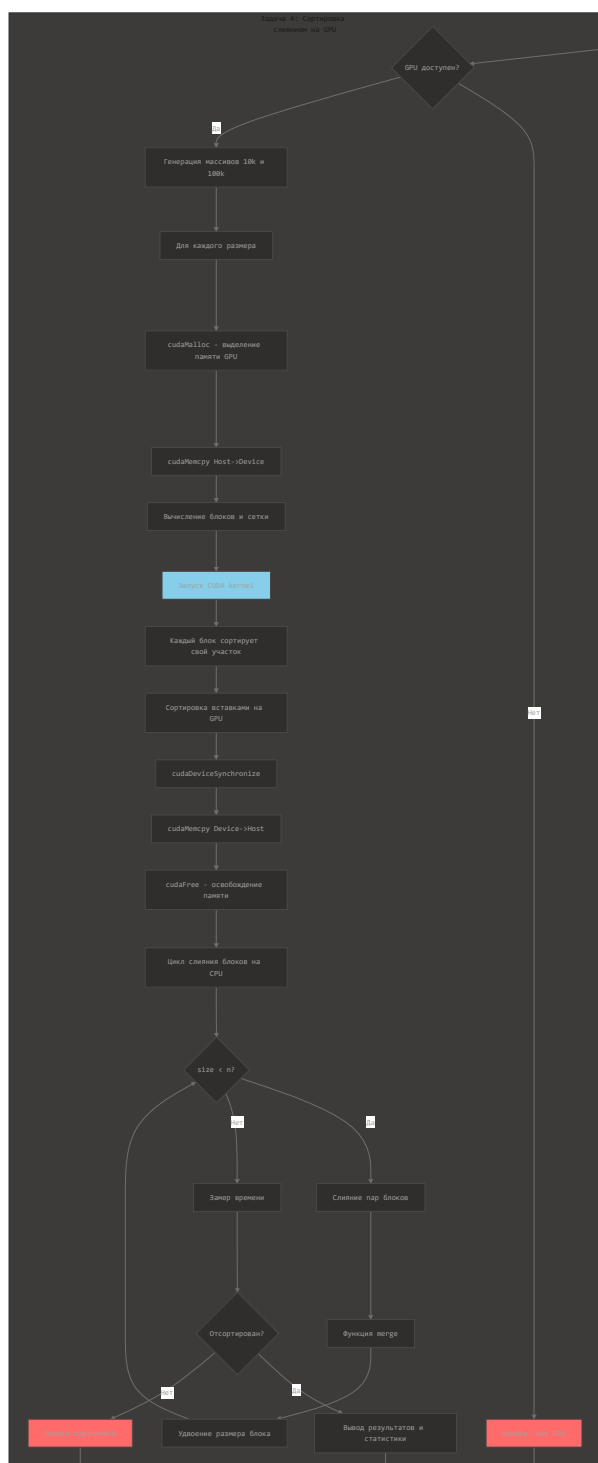 Задача 4: Сортировка
слиянием на GPU
GPU доступен?
Да
Генерация массивов 10k и
100k
Для каждого размера
cudaMalloc - выделение
памяти GPU
cudaMemcpy Host->Device
Вычисление блоков и сетки
Запуск CUDA kernel
Каждый блок сортирует
свой участок
Сортировка вставками на
GPU
Нет
cudaDeviceSynchronize
cudaMemcpy Device->Host
cudaFree - освобождение
памяти
Цикл слияния блоков на
CPU
size < n?
Нет
Да
Замер времени
Слияние пар блоков
Отсортирован?
Функция merge
Нет
Да
Удвоение размера блока
Вывод результатов и
статистики